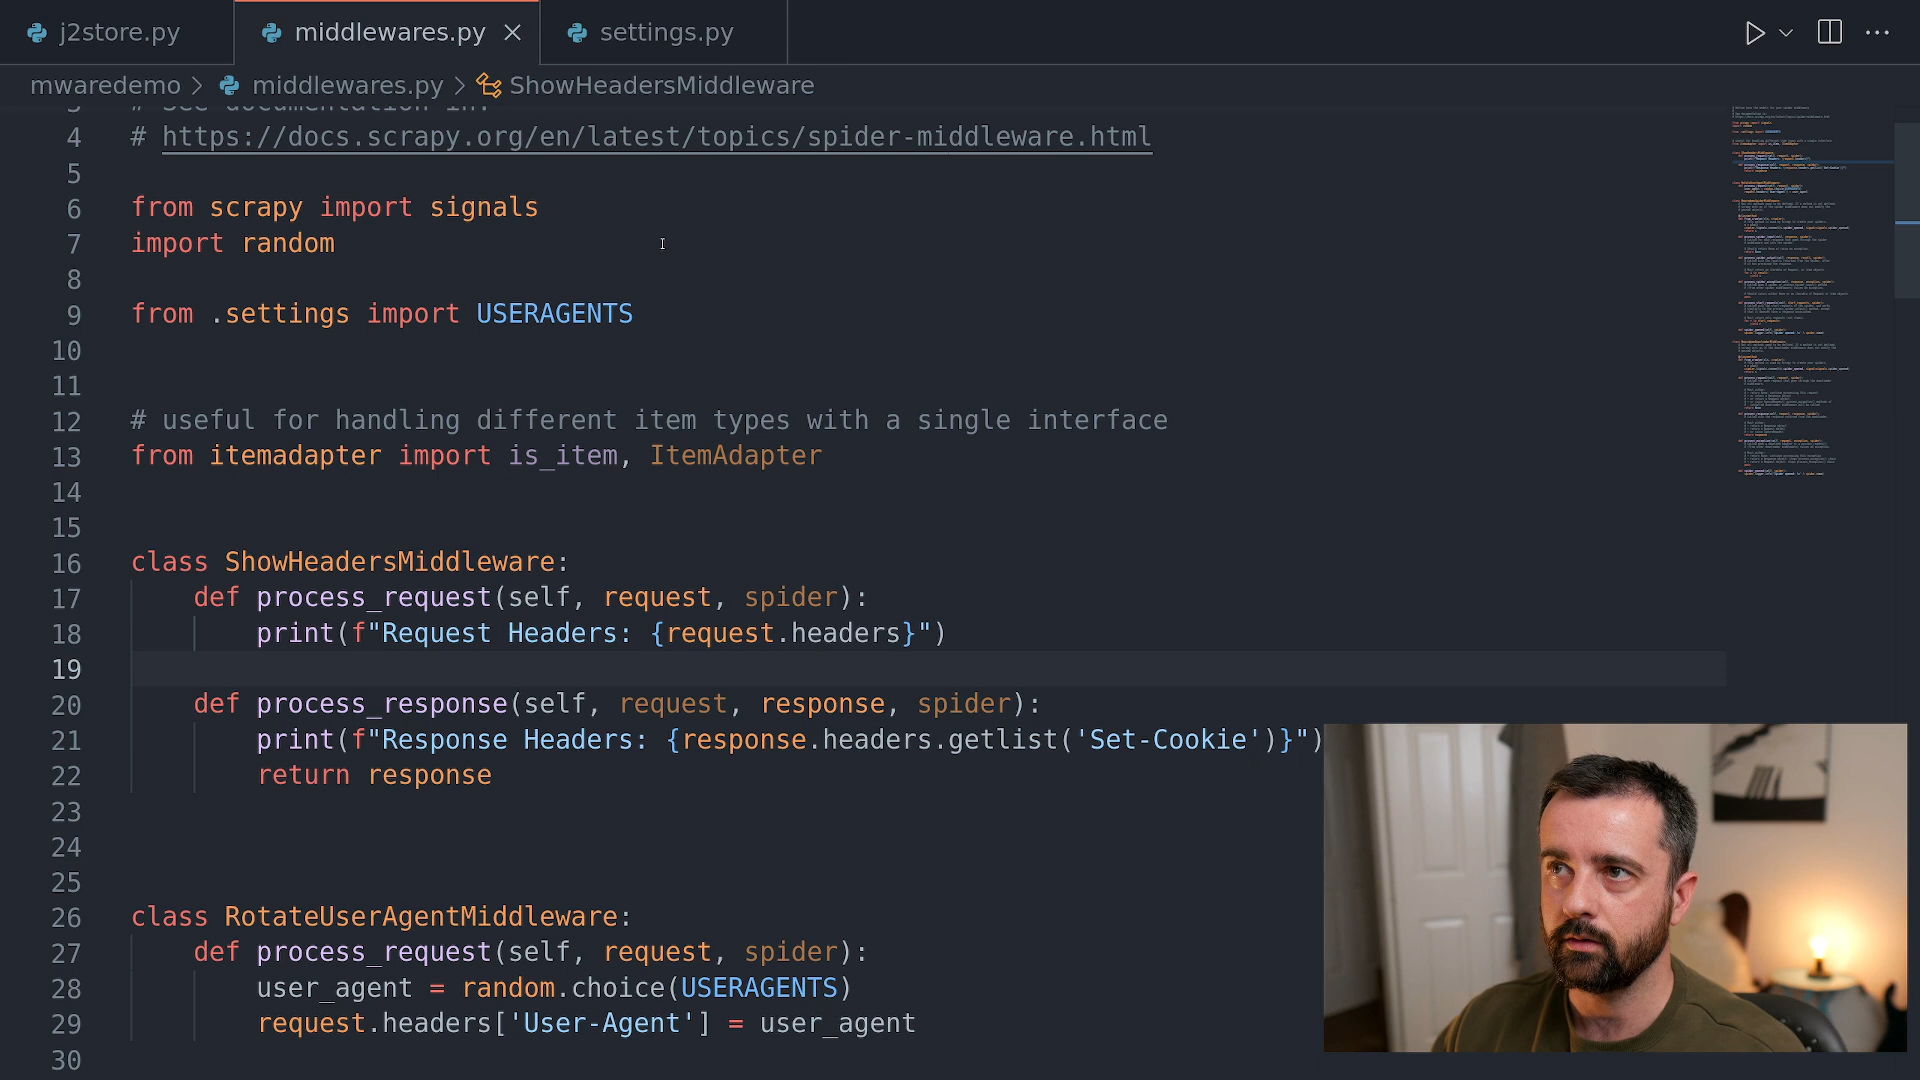 j2store.py
middlewares.py
settings.py
mwaredemo > middlewares.py > ShowHeadersMiddleware
4 # https://docs.scrapy.org/en/latest/topics/spider-middleware.html
5
6 from scrapy import signals
7 import random
8
9 from .settings import USERAGENTS
10
11
12 # useful for handling different item types with a single interface
13 from itemadapter import is_item, ItemAdapter
14
15
16 class ShowHeadersMiddleware:
17     def process_request(self, request, spider):
18         print(f"Request Headers: {request.headers}")
19
20     def process_response(self, request, response, spider):
21         print(f"Response Headers: {response.headers.getlist('Set-Cookie')}")
22         return response
23
24
25
26 class RotateUserAgentMiddleware:
27     def process_request(self, request, spider):
28         user_agent = random.choice(USERAGENTS)
29         request.headers['User-Agent'] = user_agent
30